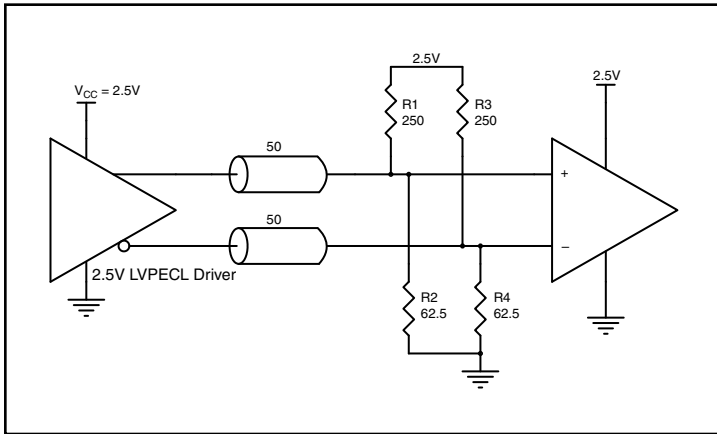 2.5V
2.5V
V_CC = 2.5V
R1
250
R3
250
50
+
50
−
2.5V LVPECL Driver
R2
62.5
R4
62.5